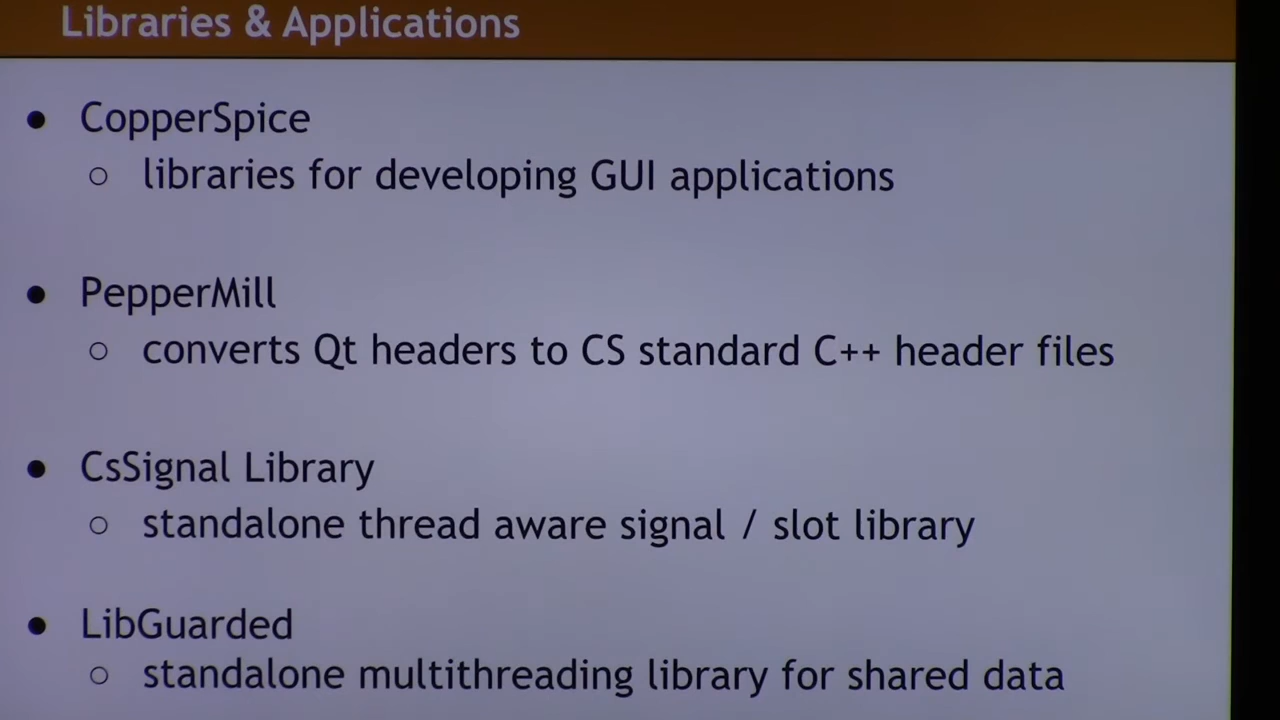 Libraries & Applications
● CopperSpice
○ libraries for developing GUI applications
● PepperMill
○ converts Qt headers to CS standard C++ header files
● CsSignal Library
○ standalone thread aware signal / slot library
● LibGuarded
○ standalone multithreading library for shared data